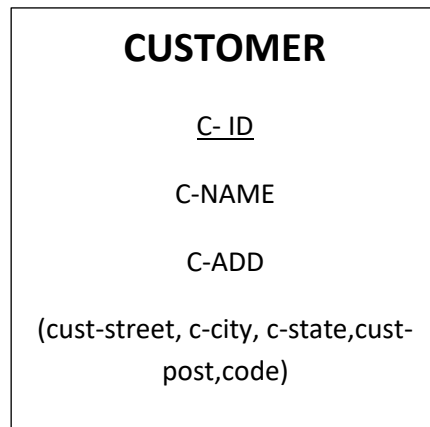 CUSTOMER
C- ID
C-NAME
C-ADD
(cust-street, c-city, c-state,cust-
post,code)